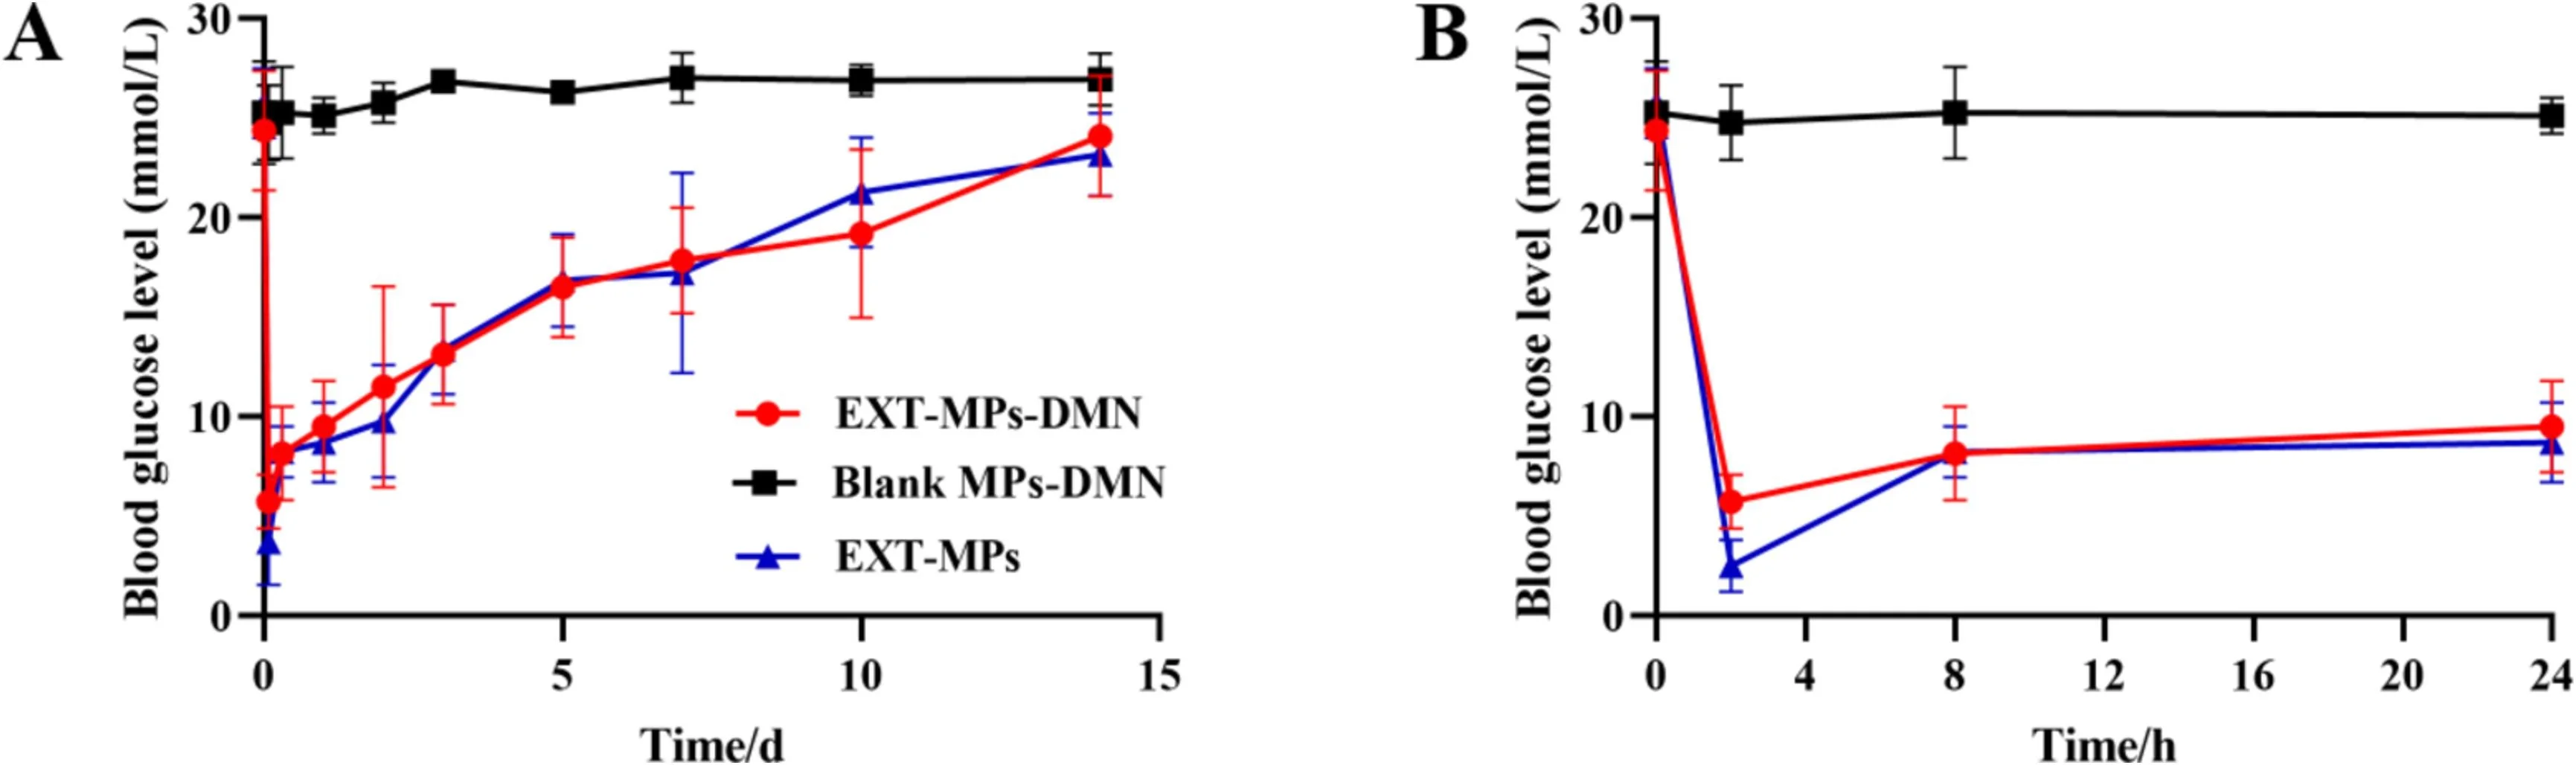 A
Blood glucose level (mmol/L)
30
20
10
0
0
5
10
15
Time/d
EXT-MPs-DMN
Blank MPs-DMN
EXT-MPs
B
Blood glucose level (mmol/L)
30
20
10
0
0
4
8
12
16
20
24
Time/h